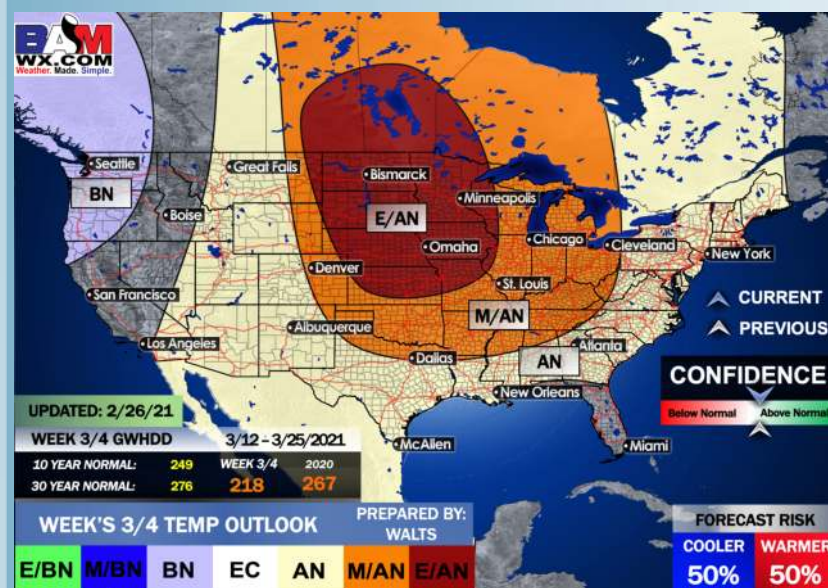 BAM
WX.COM
Weather. Made. Simple.
Seattle
Great Falls
Bismarck
BN
Boise
Minneapolis
E/AN
Omaha
Chicago
Cleveland
New York
Denver
St. Louis
San Francisco
CURRENT
M/AN
PREVIOUS
Los Angeles
Albuquerque
Atlanta
Dallas
AN
CONFIDENCE
New Orleans
Below Normal
Above Normal
UPDATED: 2/26/21
WEEK 3/4 GWHDD 3/12 – 3/25/2021
McAllen
Miami
10 YEAR NORMAL: 249 WEEK 3/4 2020
30 YEAR NORMAL: 276 218 267
WEEK'S 3/4 TEMP OUTLOOK
PREPARED BY:
WALTS
FORECAST RISK
COOLER WARMER
50% 50%
E/BN M/BN BN EC AN M/AN E/AN